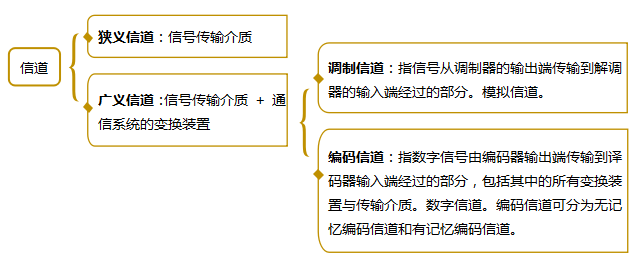 信道
狭义信道：信号传输介质
广义信道：信号传输介质 + 通
信系统的变换装置
调制信道：指信号从调制器的输出端传输到解调
器的输入端经过的部分。模拟信道。
编码信道：指数字信号由编码器输出端传输到译
码器输入端经过的部分，包括其中的所有变换装
置与传输介质。数字信道。编码信道可分为无记
忆编码信道和有记忆编码信道。